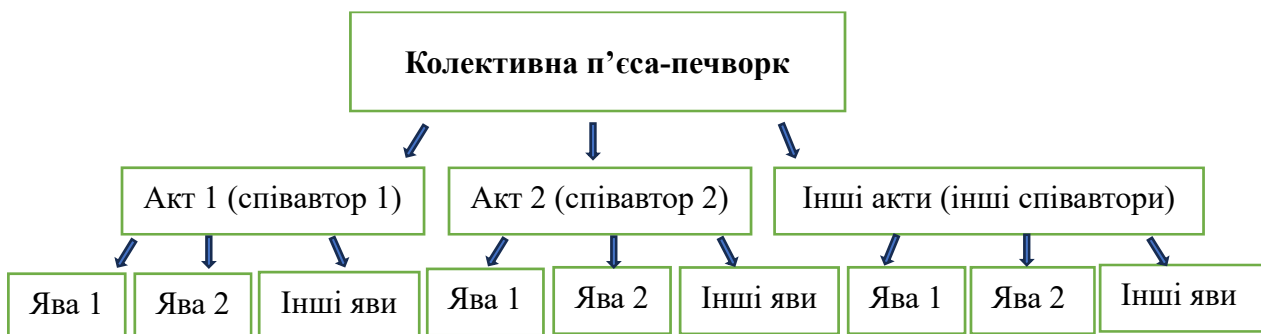 Колективна п’єса-печворк
Акт 1 (співавтор 1)
Акт 2 (співавтор 2)
Інші акти (інші співавтори)
Ява 1
Ява 2
Інші яви
Ява 1
Ява 2
Інші яви
Ява 1
Ява 2
Інші яви